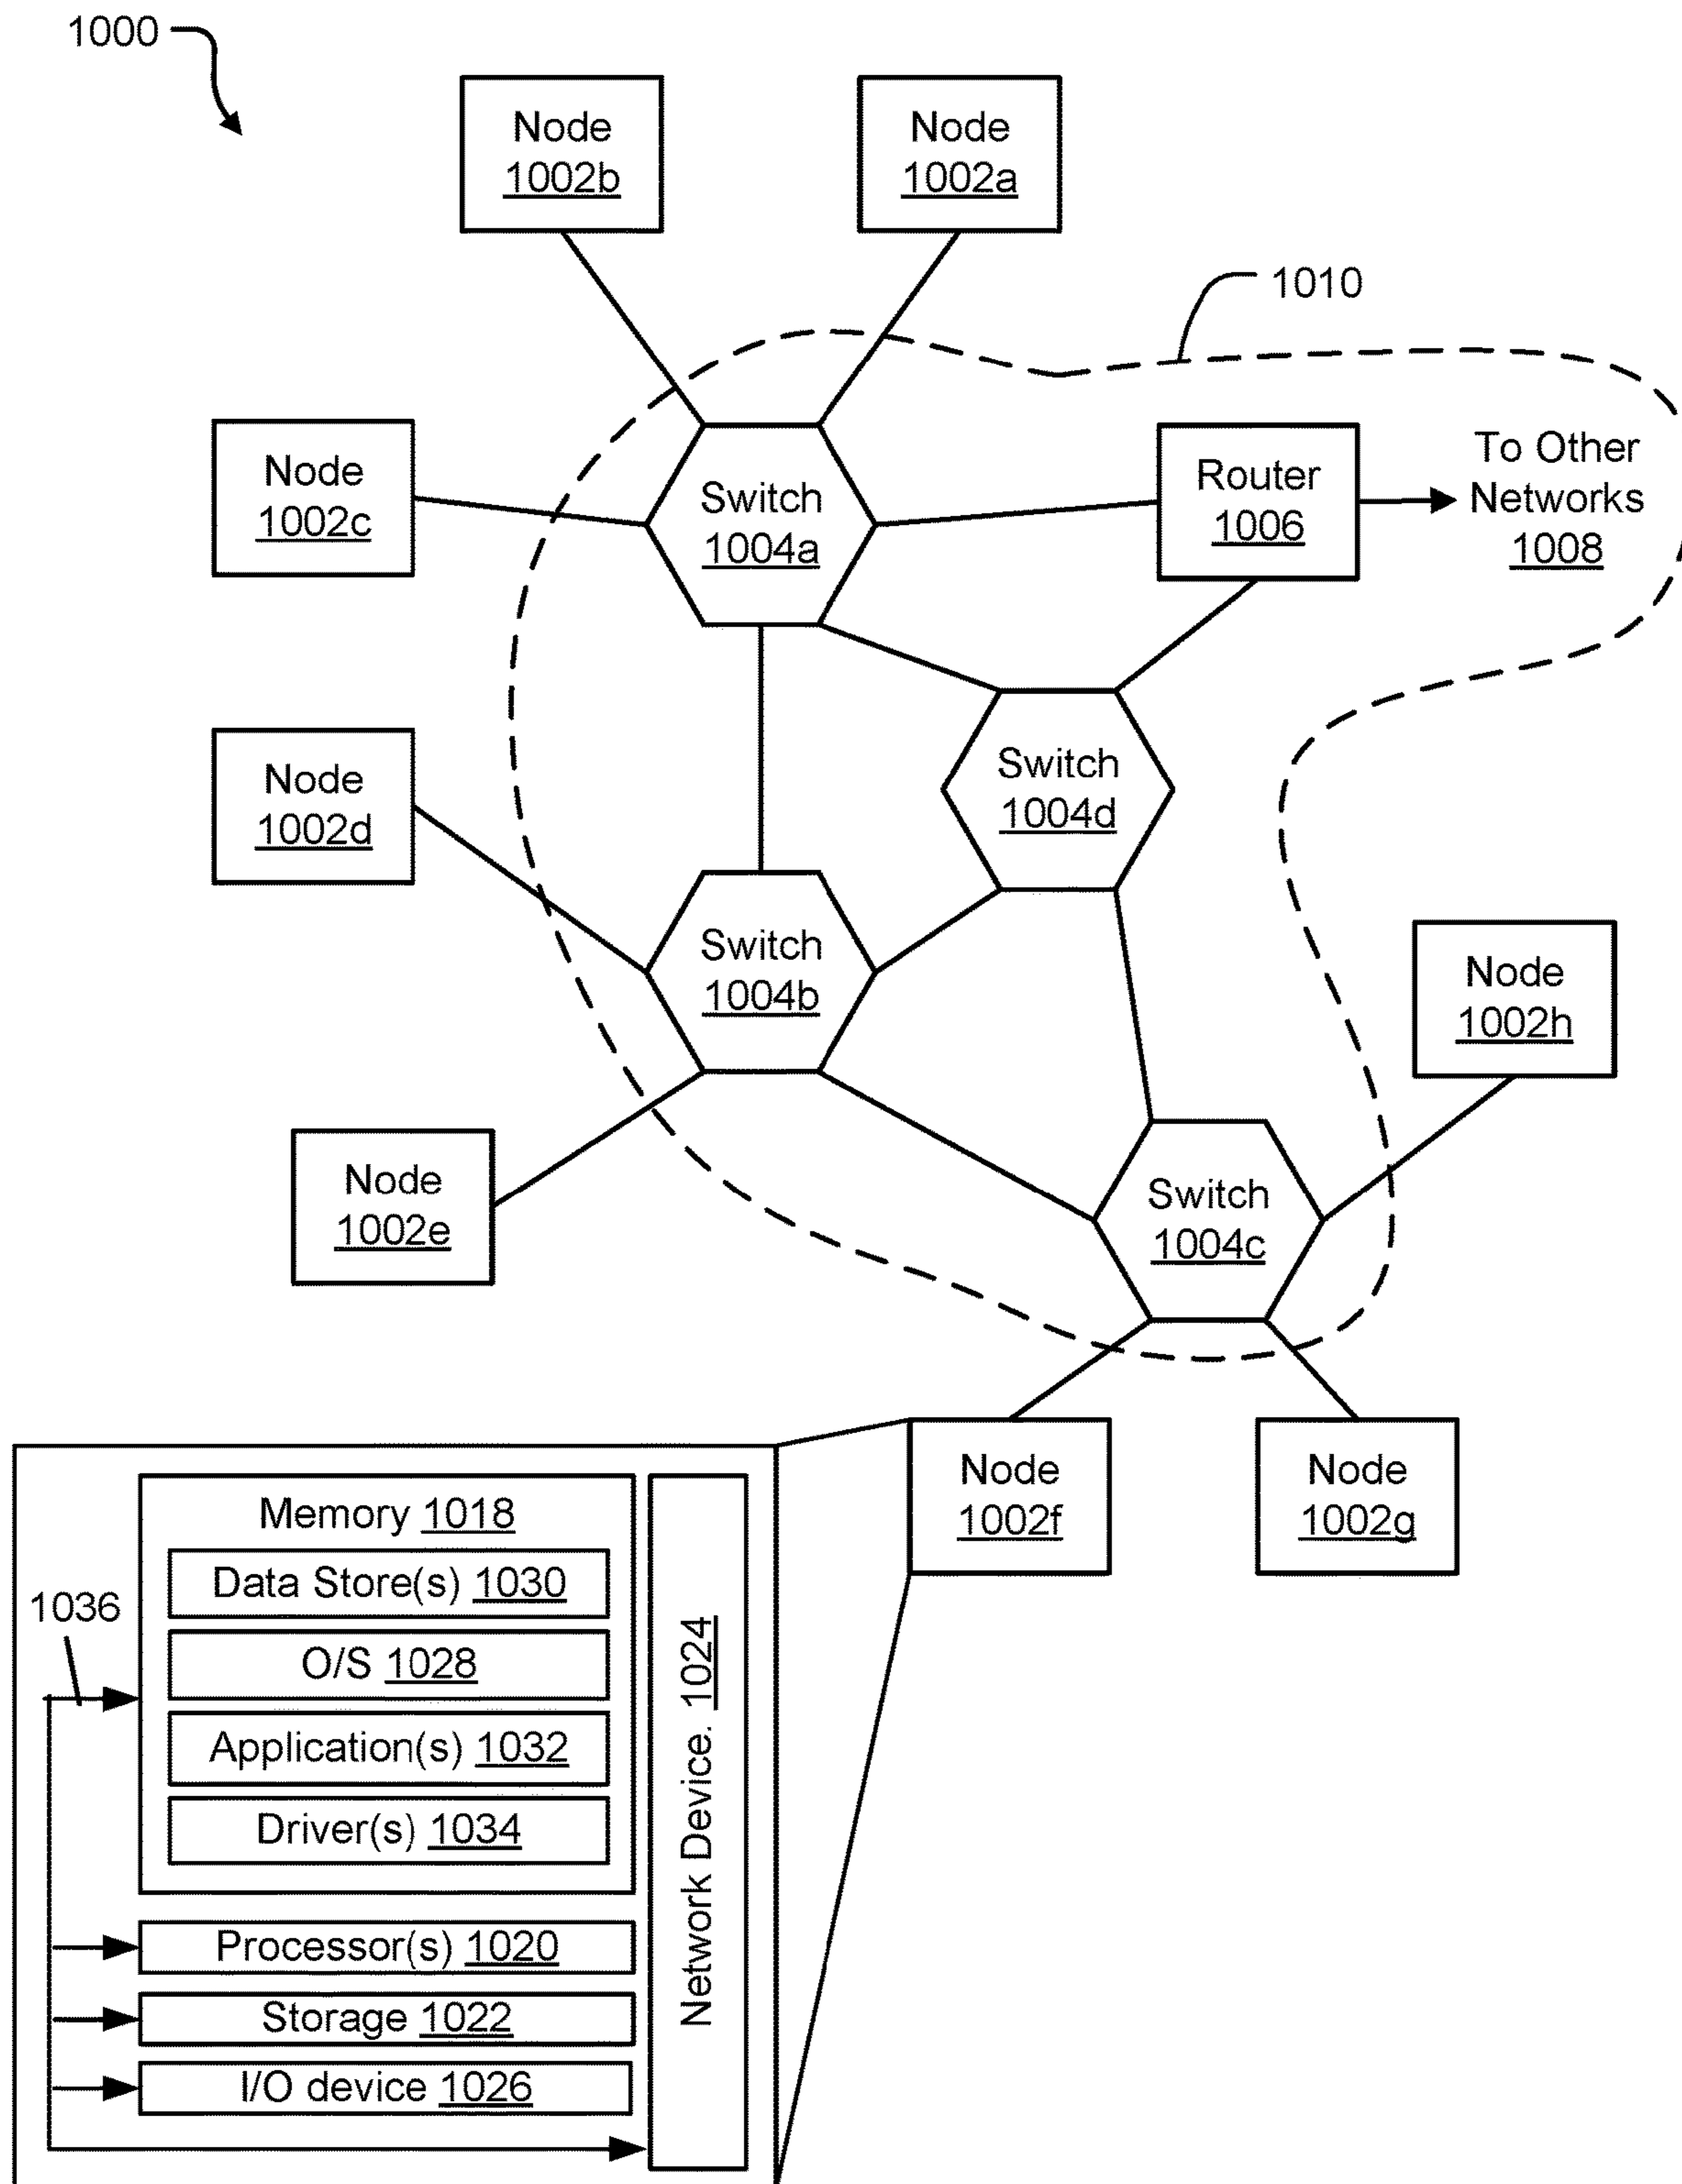 1000
Node
1002b
Node
1002a
1010
Node
1002c
Switch
1004a
Router
1006
To Other
Networks
1008
Node
1002d
Switch
1004d
Switch
1004b
Node
1002h
Node
1002e
Switch
1004c
Node
1002f
Node
1002g
Memory 1018
Data Store(s) 1030
1036
O/S 1028
Application(s) 1032
Driver(s) 1034
Network Device. 1024
Processor(s) 1020
Storage 1022
I/O device 1026